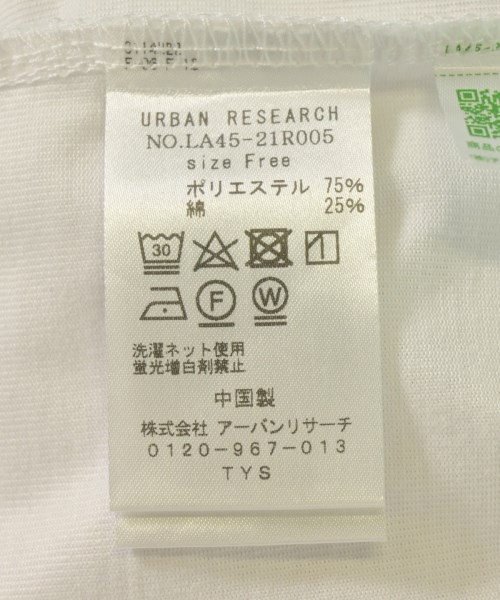 URBAN RESEARCH
NO.LA45-21R005
size Free
ポリエステル 75%
綿 25%
30
F
W
洗濯ネット使用
蛍光増白剤禁止
中国製
株式会社 アーバンリサーチ
0120-967-013
TYS